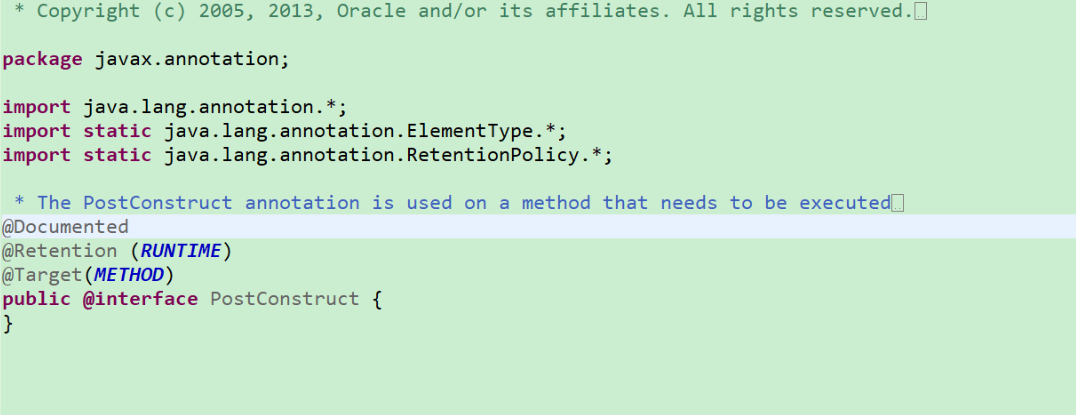 * Copyright (c) 2005, 2013, Oracle and/or its affiliates. All rights reserved.
package javax.annotation;
import java.lang.annotation.*;
import static java.lang.annotation.ElementType.*;
import static java.lang.annotation.RetentionPolicy.*;
* The PostConstruct annotation is used on a method that needs to be executed
@Documented
@Retention (RUNTIME)
@Target(METHOD)
public @interface PostConstruct {
}